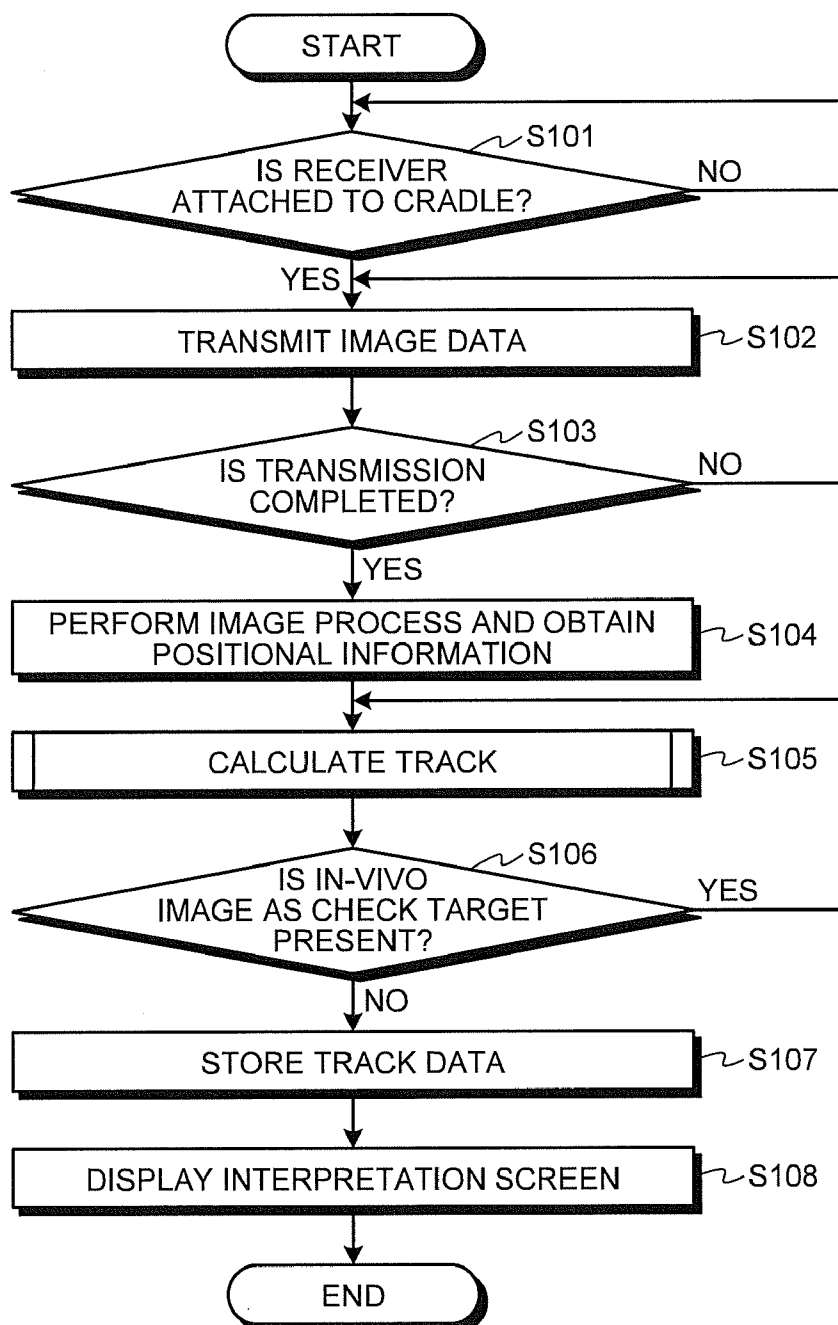 START
S101
IS RECEIVER
ATTACHED TO CRADLE?
NO
YES
TRANSMIT IMAGE DATA
S102
S103
IS TRANSMISSION
COMPLETED?
NO
YES
PERFORM IMAGE PROCESS AND OBTAIN
POSITIONAL INFORMATION
S104
CALCULATE TRACK
S105
S106
IS IN-VIVO
IMAGE AS CHECK TARGET
PRESENT?
YES
NO
STORE TRACK DATA
S107
DISPLAY INTERPRETATION SCREEN
S108
END